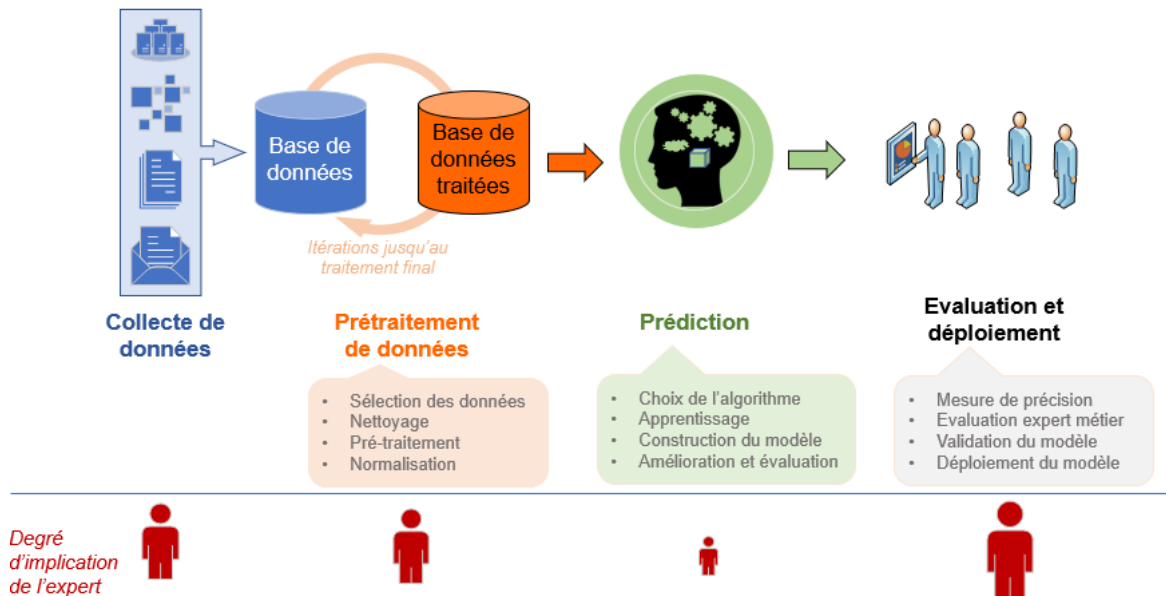 Base de
données
Base de
données
traitées
Itérations jusqu'au
traitement final
Collecte de
données
Prétraitement
de données
Prédiction
Evaluation et
déploiement
• Sélection des données
• Nettoyage
• Pré-traitement
• Normalisation
• Choix de l'algorithme
• Apprentissage
• Construction du modèle
• Amélioration et évaluation
• Mesure de précision
• Evaluation expert métier
• Validation du modèle
• Déploiement du modèle
Degré
d'implication
de l'expert